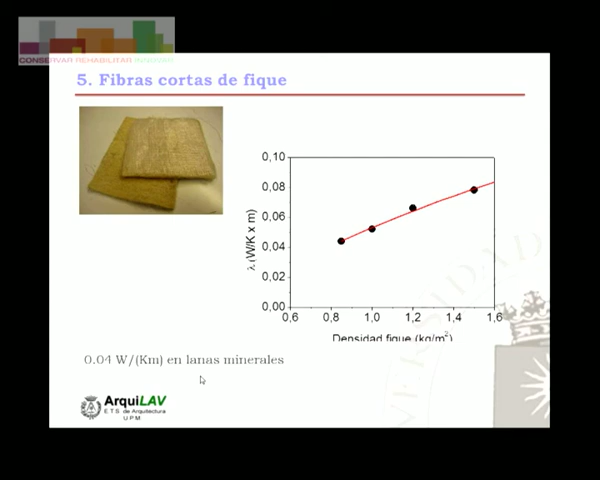 CONSERVAR REHABILITAR INNOVAR
5. Fibras cortas de fique
0,10
0,08
0,06
0,04
0,02
0,00
λ (W/K x m)
0,6 0,8 1,0 1,2 1,4 1,6
Densidad fique (kg/m²)
0.04 W/(Km) en lanas minerales
ArquiLAV
E T S de Arquitectura
U P M